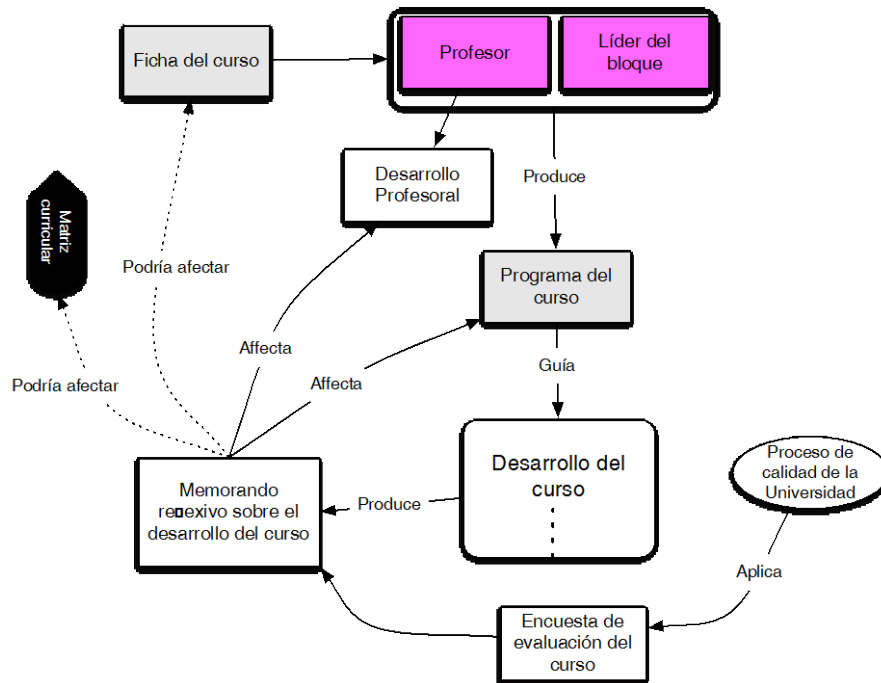 Ficha del curso
Profesor
Líder del
bloque
Desarrollo
Profesoral
Produce
Matriz
curricular
Podría afectar
Programa del
curso
Affecta
Affecta
Guía
Podría afectar
Desarrollo del
curso
Proceso de
calidad de la
Universidad
Memorando
sobre el
desarrollo del curso
Produce
Aplica
Encuesta de
evaluación del
curso